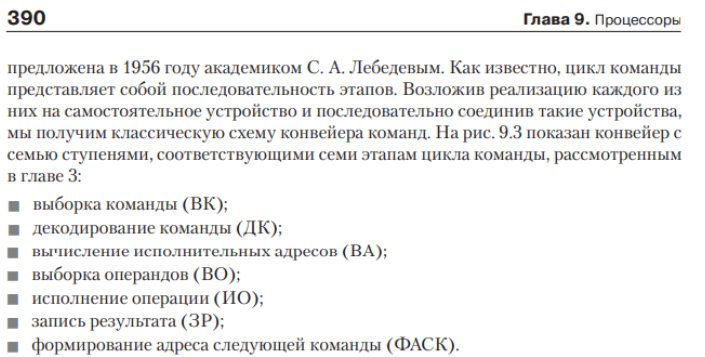 390
Глава 9. Процессоры
предложена в 1956 году академиком С. А. Лебедевым. Как известно, цикл команды
представляет собой последовательность этапов. Возложив реализацию каждого из
них на самостоятельное устройство и последовательно соединив такие устройства,
мы получим классическую схему конвейера команд. На рис. 9.3 показан конвейер с
семью ступенями, соответствующими семи этапам цикла команды, рассмотренным
в главе 3:
■ выборка команды (ВК);
■ декодирование команды (ДК);
■ вычисление исполнительных адресов (ВА);
■ выборка операндов (ВО);
■ исполнение операции (ИО);
■ запись результата (ЗР);
■ формирование адреса следующей команды (ФАСК).